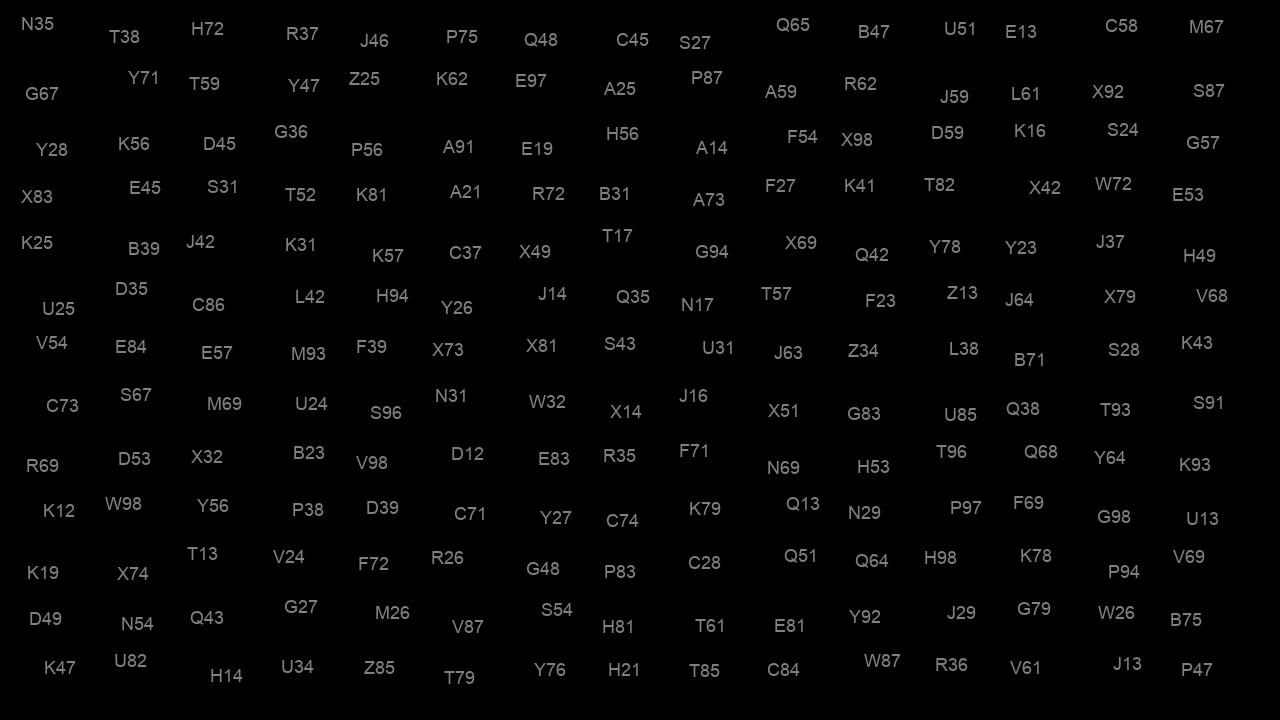 N35 T38 H72 R37 J46 P75 Q48 C45 S27 Q65 B47 U51 E13 C58 M67
G67 Y71 T59 Y47 Z25 K62 E97 A25 P87 A59 R62 J59 L61 X92 S87
Y28 K56 D45 G36 P56 A91 E19 H56 A14 F54 X98 D59 K16 S24 G57
X83 E45 S31 T52 K81 A21 R72 B31 A73 F27 K41 T82 X42 W72 E53
K25 B39 J42 K31 K57 C37 X49 T17 G94 X69 Q42 Y78 Y23 J37 H49
U25 D35 C86 L42 H94 Y26 J14 Q35 N17 T57 F23 Z13 J64 X79 V68
V54 E84 E57 M93 F39 X73 X81 S43 U31 J63 Z34 L38 B71 S28 K43
C73 S67 M69 U24 S96 N31 W32 X14 J16 X51 G83 U85 Q38 T93 S91
R69 D53 X32 B23 V98 D12 E83 R35 F71 N69 H53 T96 Q68 Y64 K93
K12 W98 Y56 P38 D39 C71 Y27 C74 K79 Q13 N29 P97 F69 G98 U13
K19 X74 T13 V24 F72 R26 G48 P83 C28 Q51 Q64 H98 K78 P94 V69
D49 N54 Q43 G27 M26 V87 S54 H81 T61 E81 Y92 J29 G79 W26 B75
K47 U82 H14 U34 Z85 T79 Y76 H21 T85 C84 W87 R36 V61 J13 P47